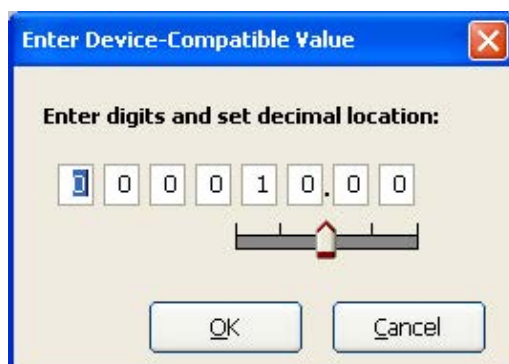 Enter Device-Compatible Value
Enter digits and set decimal location:
0 0 0 0 1 0.0 0
OK Cancel